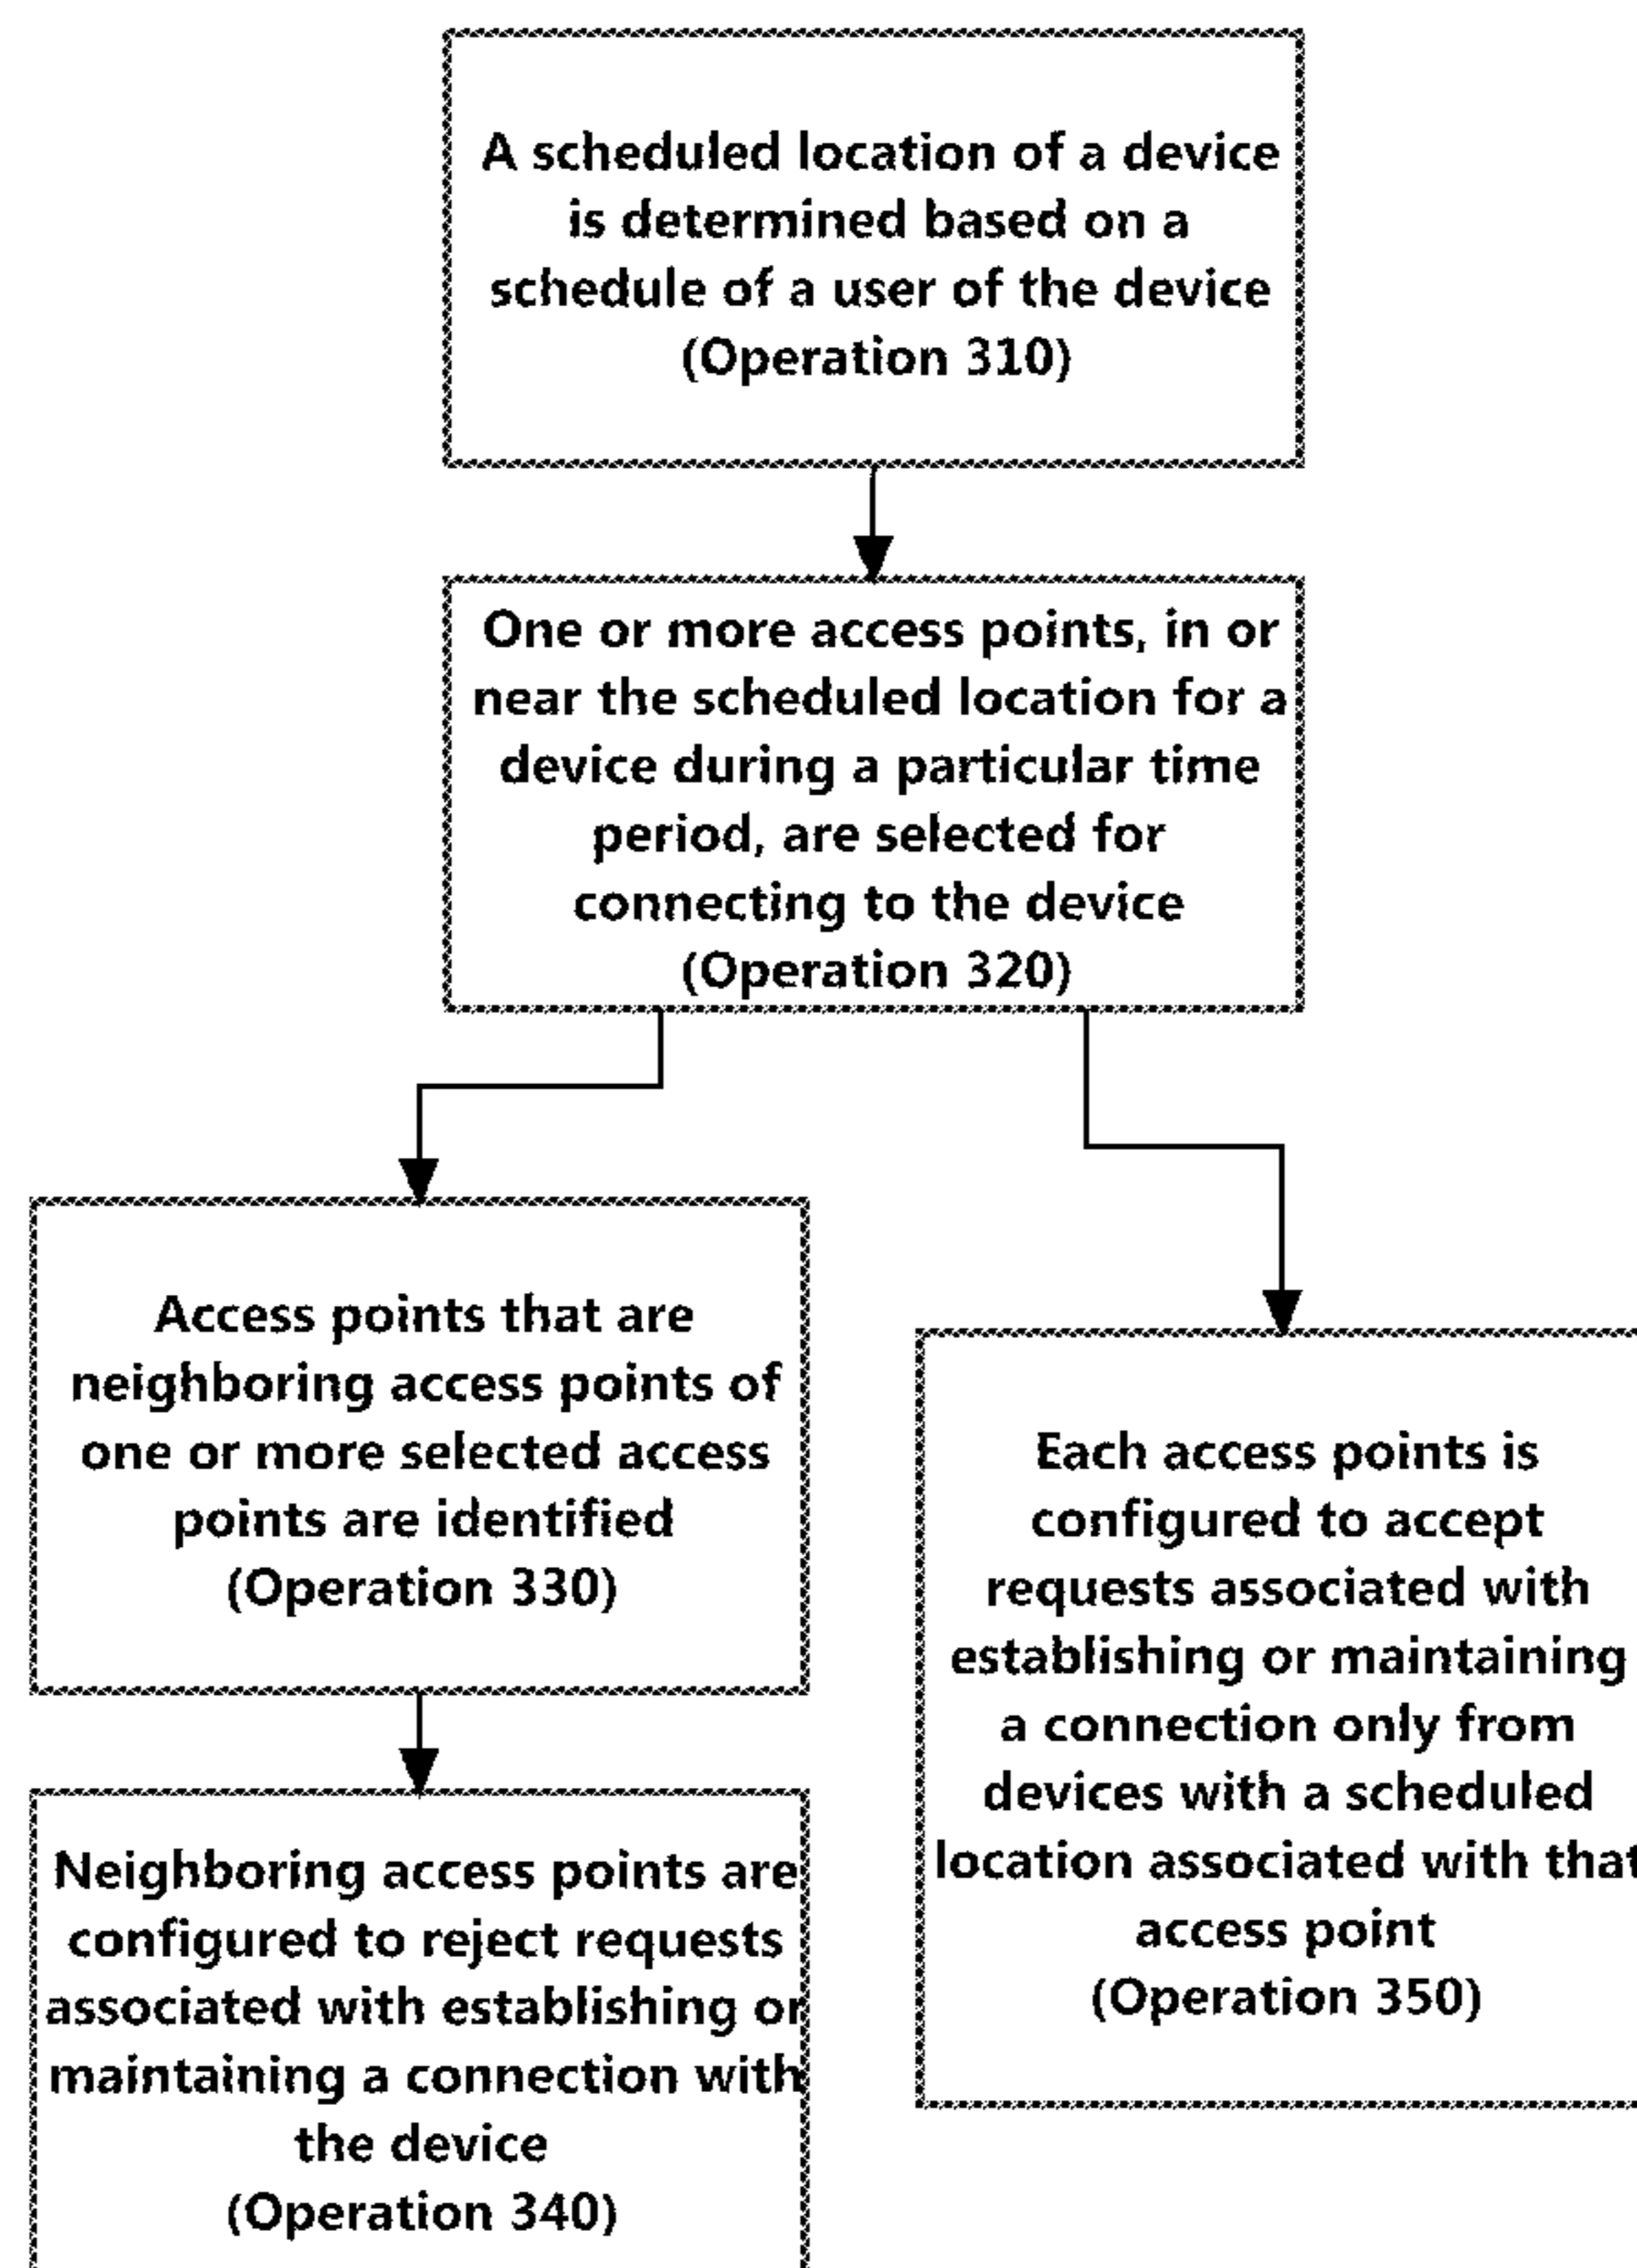 A scheduled location of a device
is determined based on a
schedule of a user of the device
(Operation 310)
One or more access points, in or
near the scheduled location for a
device during a particular time
period, are selected for
connecting to the device
(Operation 320)
Access points that are
neighboring access points of
one or more selected access
points are identified
(Operation 330)
Neighboring access points are
configured to reject requests
associated with establishing or
maintaining a connection with
the device
(Operation 340)
Each access points is
configured to accept
requests associated with
establishing or maintaining
a connection only from
devices with a scheduled
location associated with that
access point
(Operation 350)